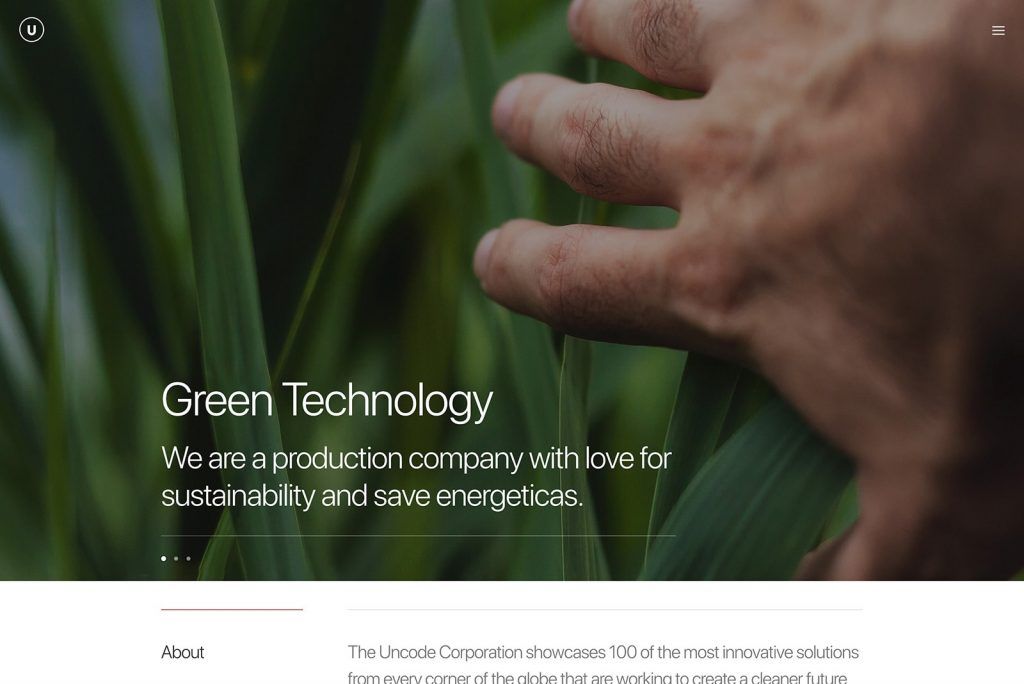 U
Green Technology
We are a production company with love for
sustainability and save energeticas.
About
The Uncode Corporation showcases 100 of the most innovative solutions
from every corner of the globe that are working to create a cleaner future